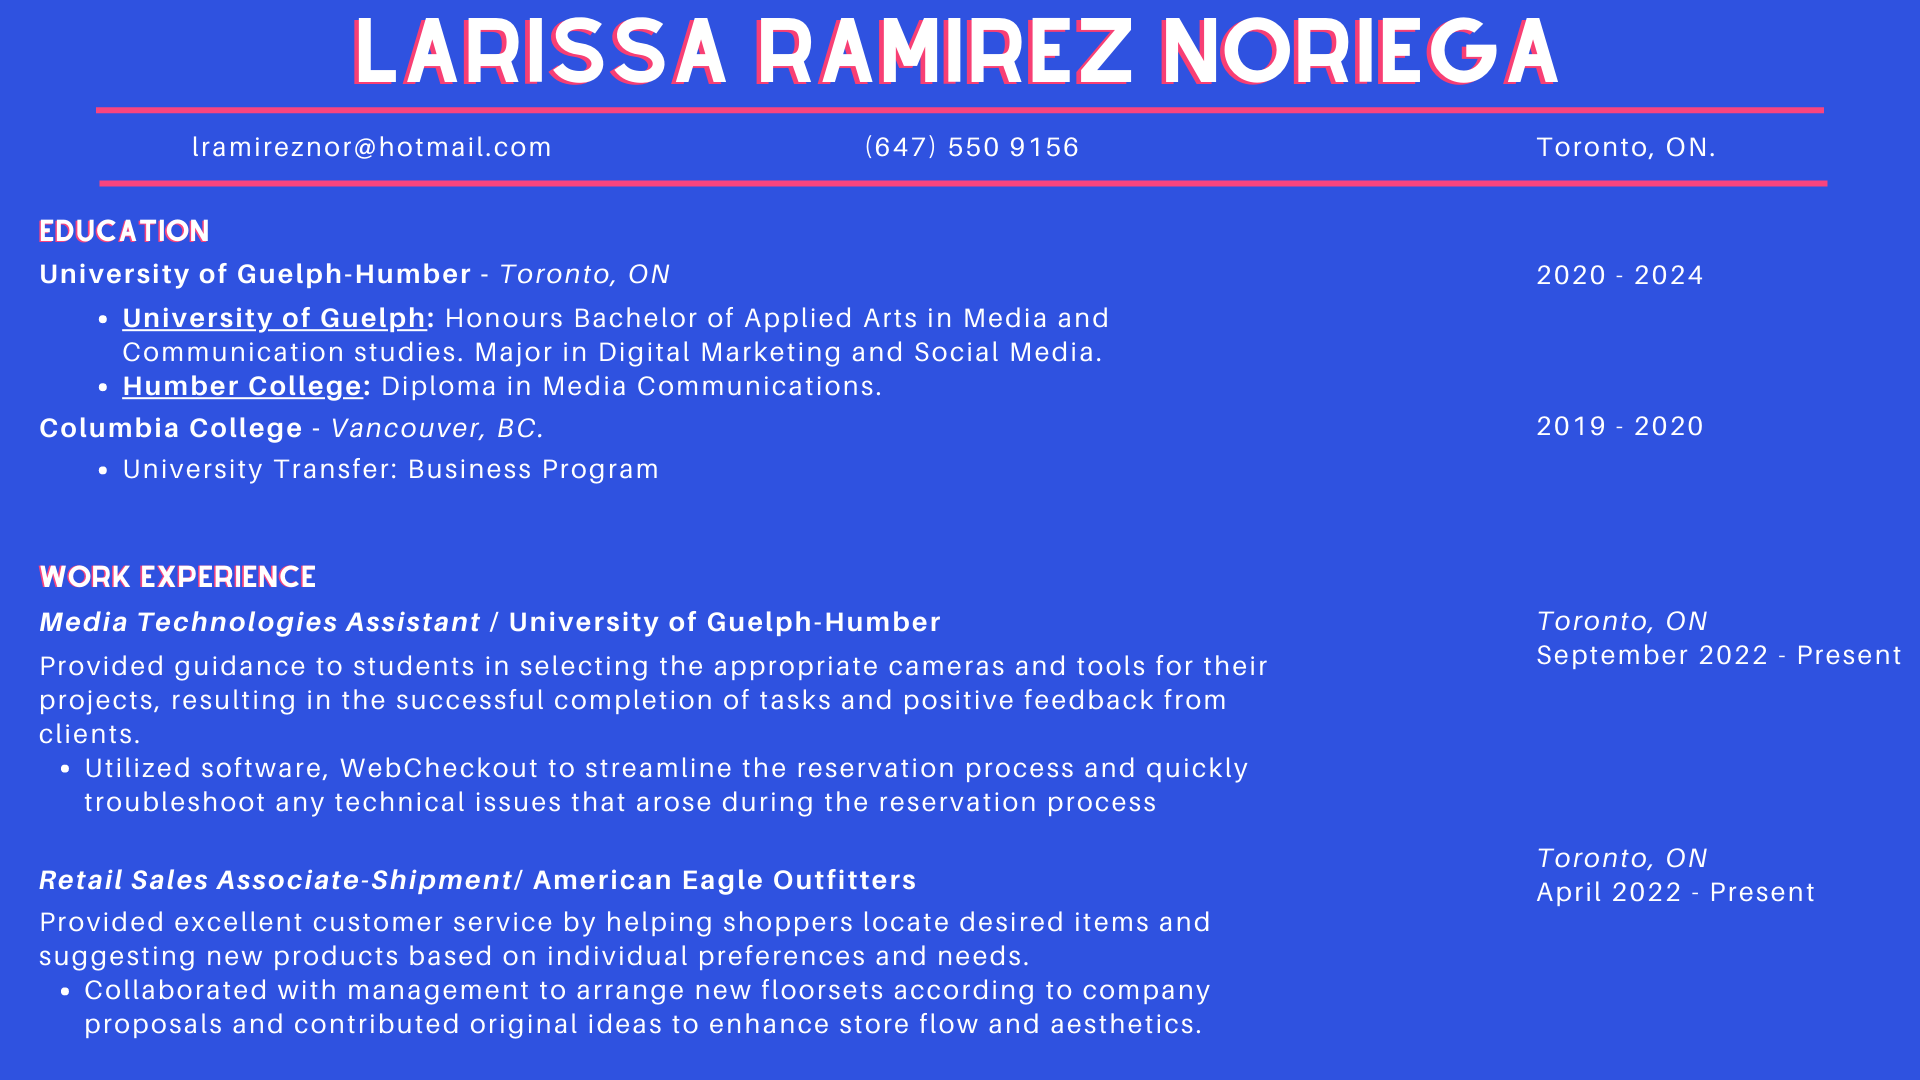 LARISSA RAMIREZ NORIEGA
lramireznor@hotmail.com (647) 550 9156 Toronto, ON.
EDUCATION
University of Guelph-Humber - Toronto, ON 2020 - 2024
• University of Guelph: Honours Bachelor of Applied Arts in Media and
Communication studies. Major in Digital Marketing and Social Media.
• Humber College: Diploma in Media Communications.
Columbia College - Vancouver, BC. 2019 - 2020
• University Transfer: Business Program
WORK EXPERIENCE
Media Technologies Assistant / University of Guelph-Humber Toronto, ON
September 2022 - Present
Provided guidance to students in selecting the appropriate cameras and tools for their
projects, resulting in the successful completion of tasks and positive feedback from
clients.
• Utilized software, WebCheckout to streamline the reservation process and quickly
troubleshoot any technical issues that arose during the reservation process
Retail Sales Associate-Shipment/ American Eagle Outfitters Toronto, ON
April 2022 - Present
Provided excellent customer service by helping shoppers locate desired items and
suggesting new products based on individual preferences and needs.
• Collaborated with management to arrange new floorsets according to company
proposals and contributed original ideas to enhance store flow and aesthetics.